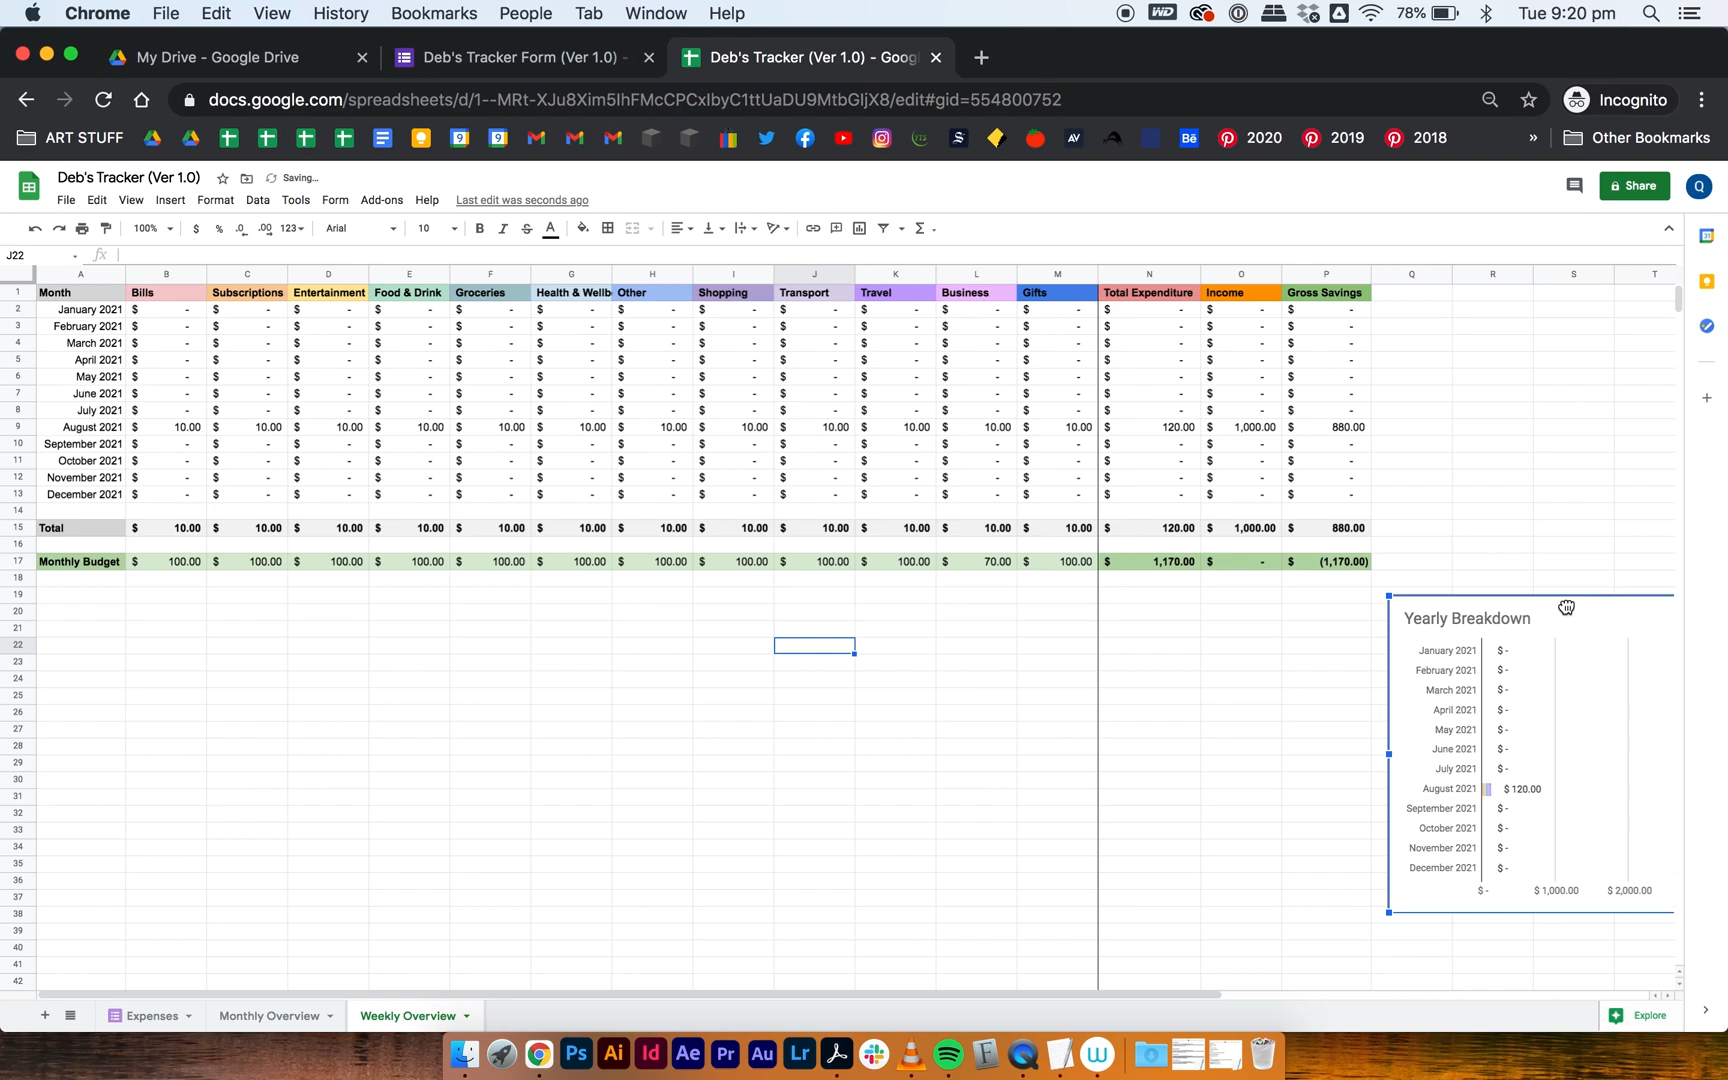 Chrome File Edit View History Bookmarks People Tab Window Help 78% Tue 9:20 pm
My Drive - Google Drive Deb's Tracker Form (Ver 1.0) - Deb's Tracker (Ver 1.0) - Goog
docs.google.com/spreadsheets/d/1--MRt-XJu8Xim5IhFMcCPCxIbyC1ttUaDU9MtbGIjX8/edit#gid=554800752 Incognito
ART STUFF 2020 2019 2018 » Other Bookmarks
Deb's Tracker (Ver 1.0) Saving... Share Q
File Edit View Insert Format Data Tools Form Add-ons Help Last edit was seconds ago
100% $ % .0 .00 123 Arial 10 B I S A
J22 fx
A B C D E F G H I J K L M N O P Q R S T
1 Month Bills Subscriptions Entertainment Food & Drink Groceries Health & Wellb Other Shopping Transport Travel Business Gifts Total Expenditure Income Gross Savings
2 January 2021 $ - $ - $ - $ - $ - $ - $ - $ - $ - $ - $ - $ - $ - $ - $ -
3 February 2021 $ - $ - $ - $ - $ - $ - $ - $ - $ - $ - $ - $ - $ - $ - $ -
4 March 2021 $ - $ - $ - $ - $ - $ - $ - $ - $ - $ - $ - $ - $ - $ - $ -
5 April 2021 $ - $ - $ - $ - $ - $ - $ - $ - $ - $ - $ - $ - $ - $ - $ -
6 May 2021 $ - $ - $ - $ - $ - $ - $ - $ - $ - $ - $ - $ - $ - $ - $ -
7 June 2021 $ - $ - $ - $ - $ - $ - $ - $ - $ - $ - $ - $ - $ - $ - $ -
8 July 2021 $ - $ - $ - $ - $ - $ - $ - $ - $ - $ - $ - $ - $ - $ - $ -
9 August 2021 $ 10.00 $ 10.00 $ 10.00 $ 10.00 $ 10.00 $ 10.00 $ 10.00 $ 10.00 $ 10.00 $ 10.00 $ 10.00 $ 10.00 $ 120.00 $ 1,000.00 $ 880.00
10 September 2021 $ - $ - $ - $ - $ - $ - $ - $ - $ - $ - $ - $ - $ - $ - $ -
11 October 2021 $ - $ - $ - $ - $ - $ - $ - $ - $ - $ - $ - $ - $ - $ - $ -
12 November 2021 $ - $ - $ - $ - $ - $ - $ - $ - $ - $ - $ - $ - $ - $ - $ -
13 December 2021 $ - $ - $ - $ - $ - $ - $ - $ - $ - $ - $ - $ - $ - $ - $ -
14
15 Total $ 10.00 $ 10.00 $ 10.00 $ 10.00 $ 10.00 $ 10.00 $ 10.00 $ 10.00 $ 10.00 $ 10.00 $ 10.00 $ 10.00 $ 120.00 $ 1,000.00 $ 880.00
16
17 Monthly Budget $ 100.00 $ 100.00 $ 100.00 $ 100.00 $ 100.00 $ 100.00 $ 100.00 $ 100.00 $ 100.00 $ 100.00 $ 70.00 $ 100.00 $ 1,170.00 $ - $ (1,170.00)
18
19
20
21
22
23
24
25
26
27
28
29
30
31
32
33
34
35
36
37
38
39
40
41
42
Yearly Breakdown
January 2021 $ -
February 2021 $ -
March 2021 $ -
April 2021 $ -
May 2021 $ -
June 2021 $ -
July 2021 $ -
August 2021 $ 120.00
September 2021 $ -
October 2021 $ -
November 2021 $ -
December 2021 $ -
$ - $ 1,000.00 $ 2,000.00
Expenses Monthly Overview Weekly Overview Explore
Ps Ai Id Ae Pr Au Lr